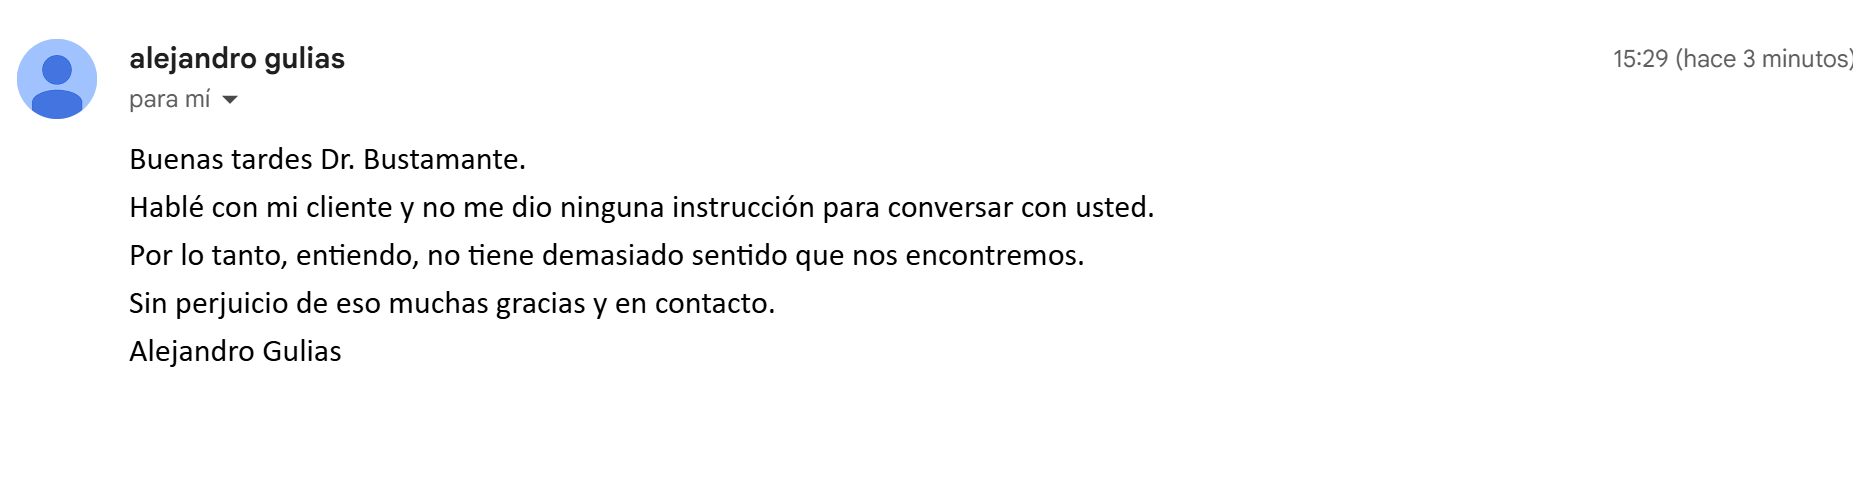 alejandro gulias
15:29 (hace 3 minutos)
para mí
Buenas tardes Dr. Bustamante.
Hablé con mi cliente y no me dio ninguna instrucción para conversar con usted.
Por lo tanto, entiendo, no tiene demasiado sentido que nos encontremos.
Sin perjuicio de eso muchas gracias y en contacto.
Alejandro Gulias